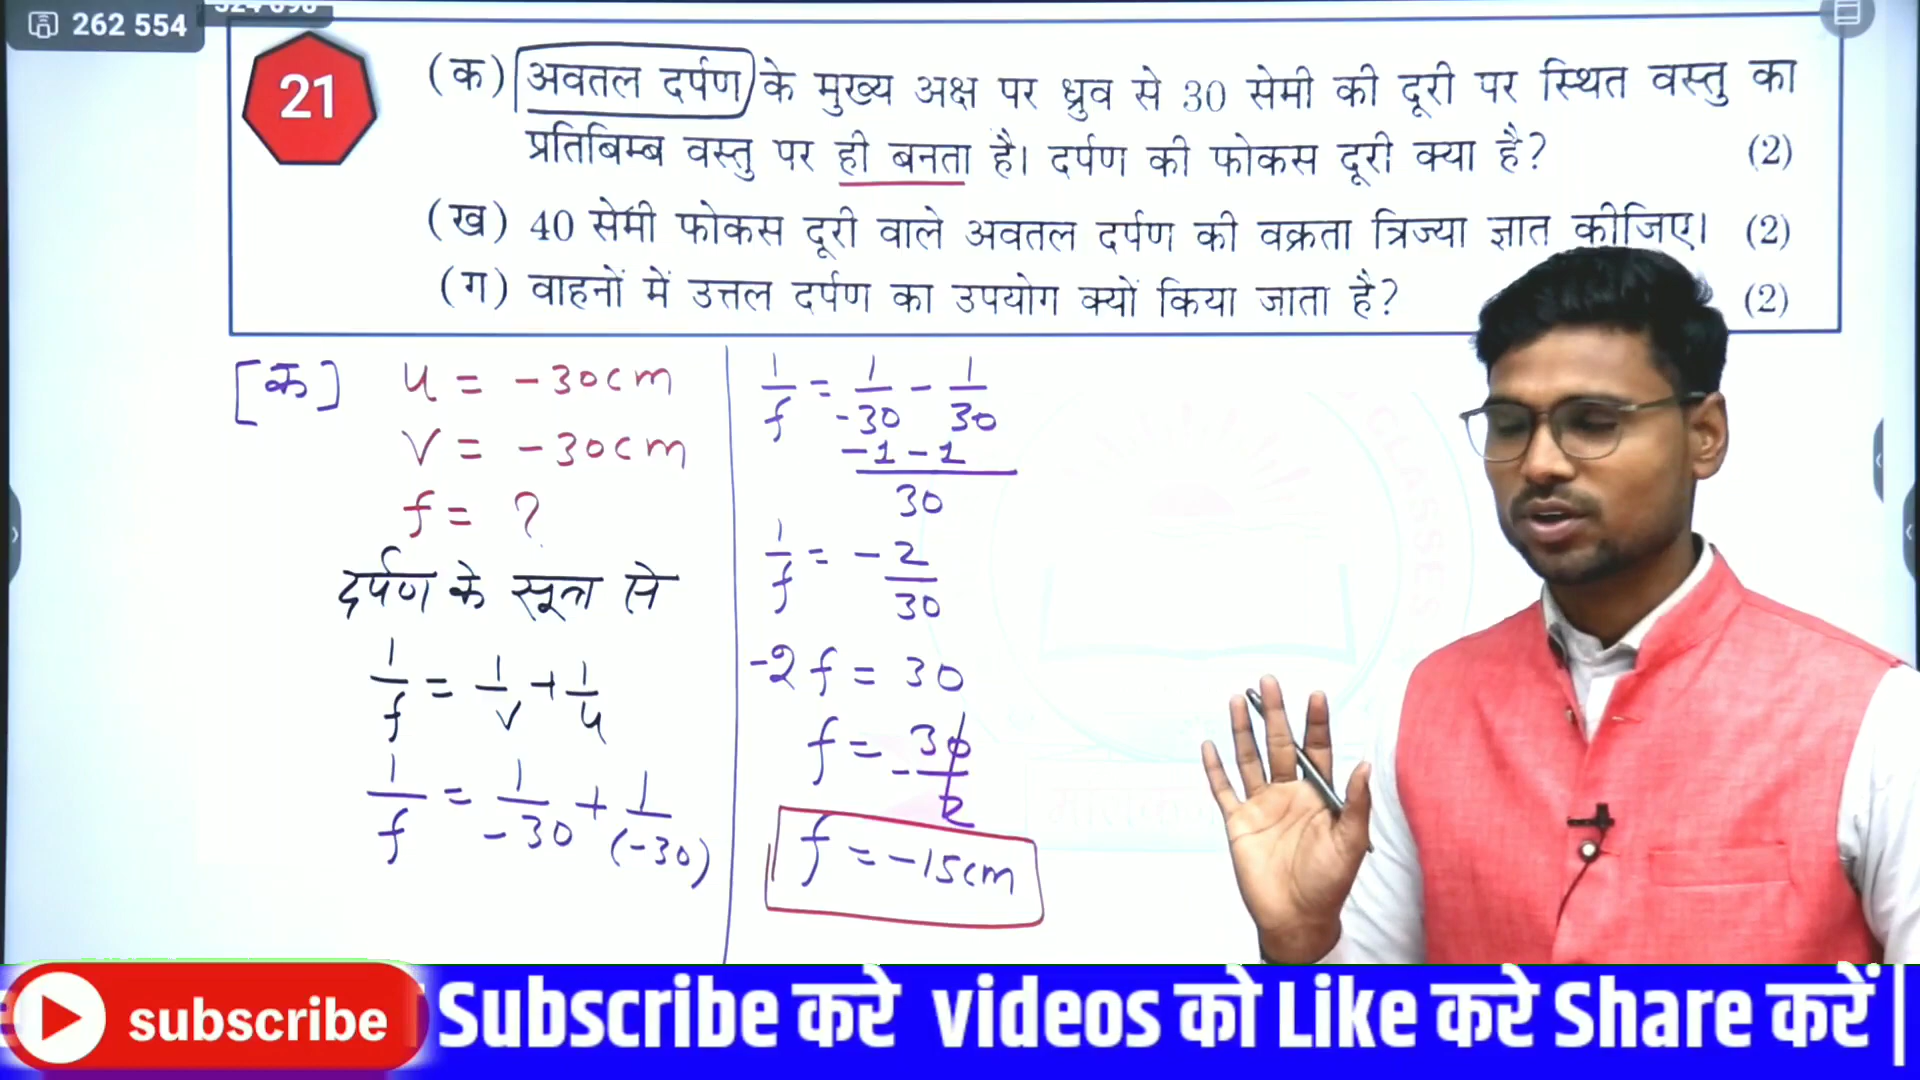 262 554
21
(क) अवतल दर्पण के मुख्य अक्ष पर ध्रुव से 30 सेमी की दूरी पर स्थित वस्तु का
प्रतिबिम्ब वस्तु पर ही बनता है। दर्पण की फोकस दूरी क्या है? (2)
(ख) 40 सेमी फोकस दूरी वाले अवतल दर्पण की वक्रता त्रिज्या ज्ञात कीजिए। (2)
(ग) वाहनों में उत्तल दर्पण का उपयोग क्यों किया जाता है? (2)
[क] u = -30cm
v = -30cm
f = ?
दर्पण के सूत्र से
1/f = 1/v + 1/u
1/f = 1/-30 + 1/(-30)
1/f = 1/-30 - 1/30
-1-1/30
1/f = -2/30
-2f = 30
f = 30/-2
f = -15cm
CLASSES
subscribe
Subscribe करे videos को Like करे Share करें |